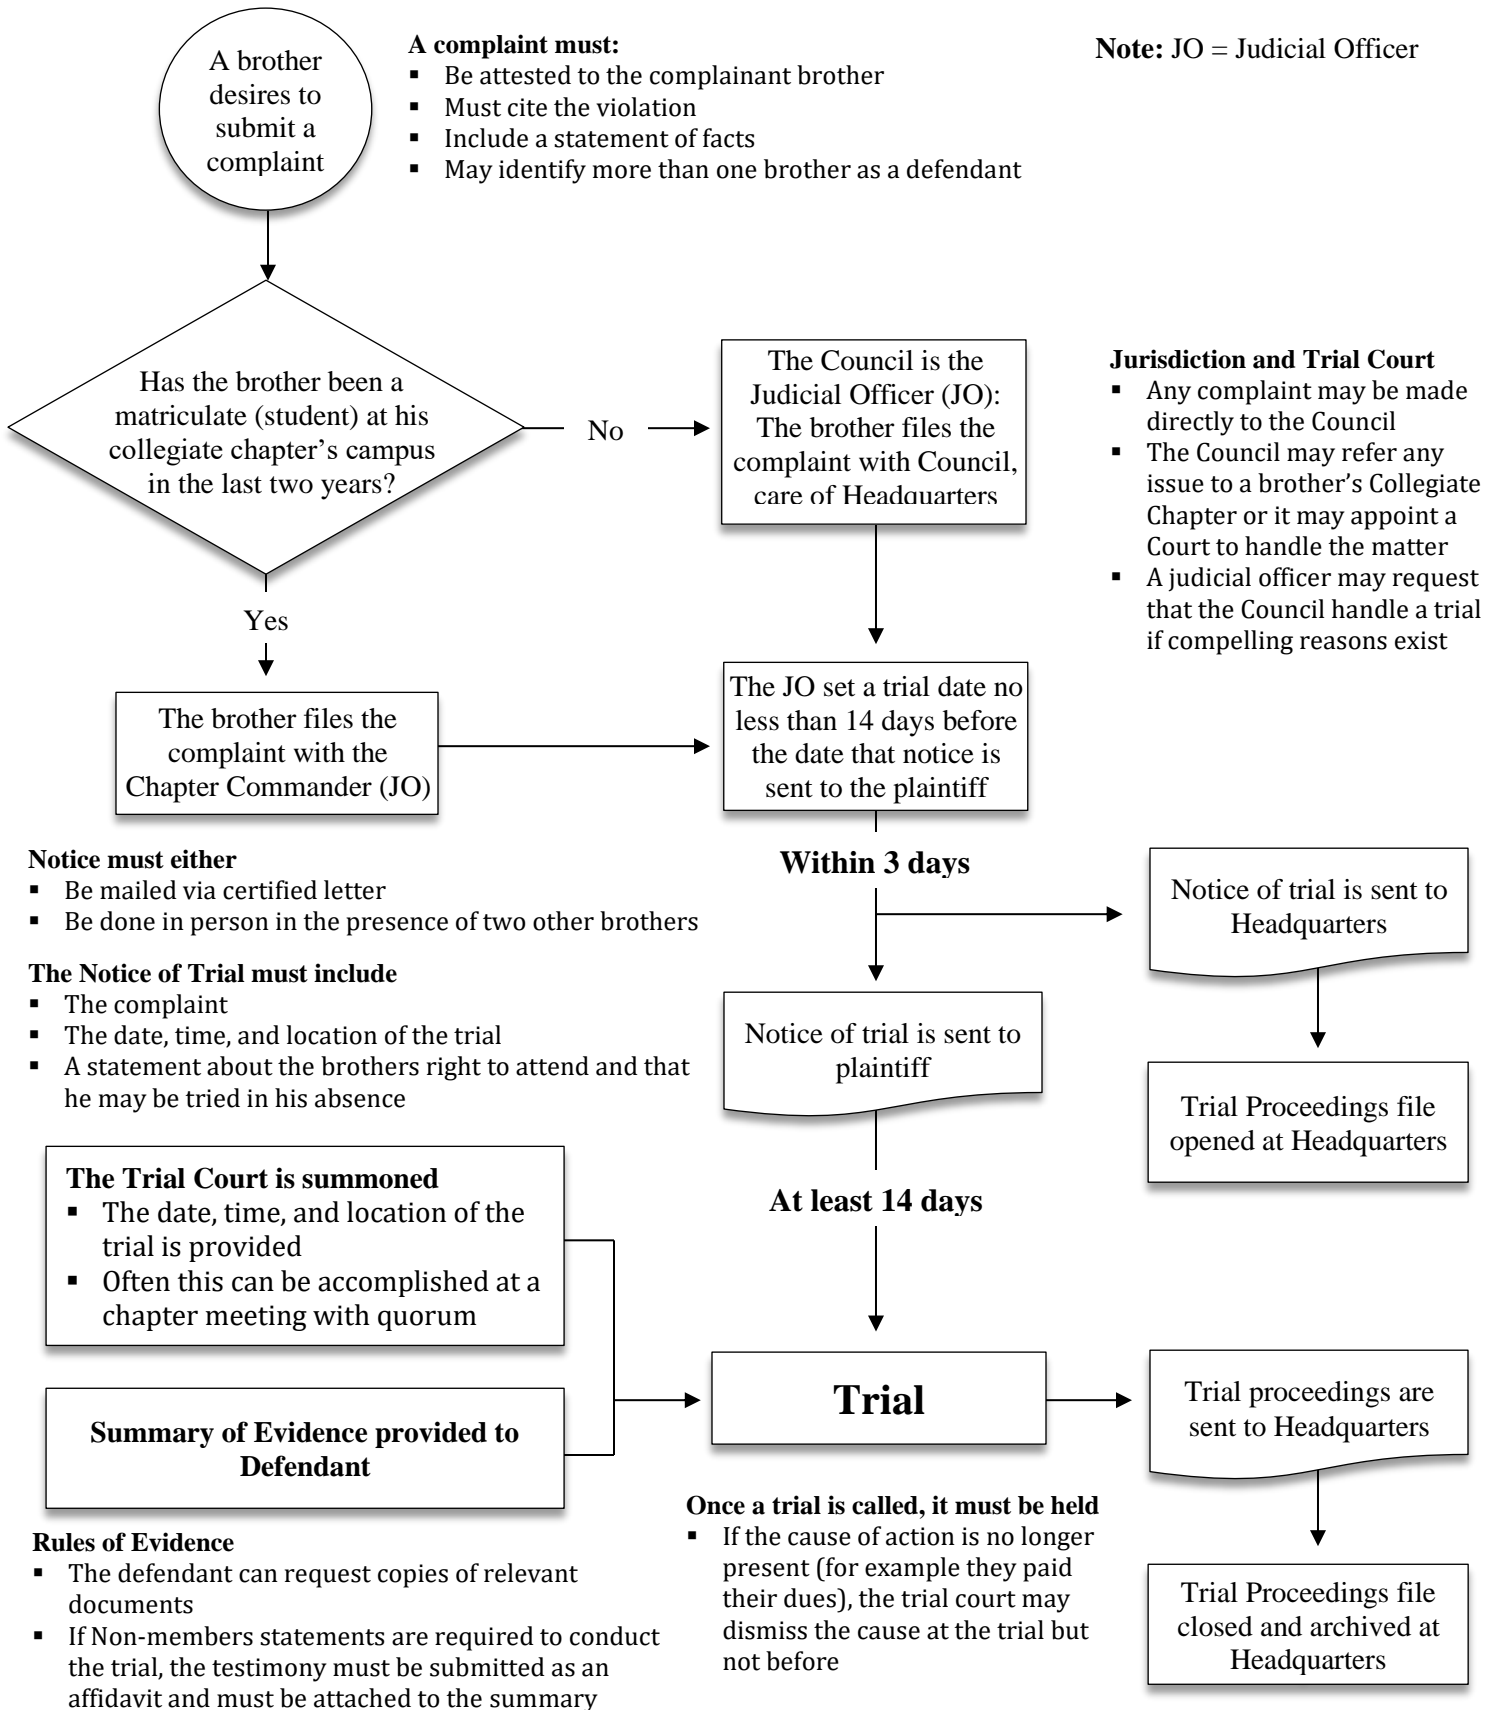 A brother
desires to
submit a
complaint
A complaint must:
▪ Be attested to the complainant brother
▪ Must cite the violation
▪ Include a statement of facts
▪ May identify more than one brother as a defendant
Note: JO = Judicial Officer
Has the brother been a
matriculate (student) at his
collegiate chapter’s campus
in the last two years?
No
The Council is the
Judicial Officer (JO):
The brother files the
complaint with Council,
care of Headquarters
Jurisdiction and Trial Court
▪ Any complaint may be made
directly to the Council
▪ The Council may refer any
issue to a brother’s Collegiate
Chapter or it may appoint a
Court to handle the matter
▪ A judicial officer may request
that the Council handle a trial
if compelling reasons exist
Yes
The brother files the
complaint with the
Chapter Commander (JO)
The JO set a trial date no
less than 14 days before
the date that notice is
sent to the plaintiff
Within 3 days
Notice must either
▪ Be mailed via certified letter
▪ Be done in person in the presence of two other brothers
Notice of trial is sent to
Headquarters
The Notice of Trial must include
▪ The complaint
▪ The date, time, and location of the trial
▪ A statement about the brothers right to attend and that
he may be tried in his absence
Notice of trial is sent to
plaintiff
Trial Proceedings file
opened at Headquarters
The Trial Court is summoned
▪ The date, time, and location of the
trial is provided
▪ Often this can be accomplished at a
chapter meeting with quorum
At least 14 days
Summary of Evidence provided to
Defendant
Trial
Trial proceedings are
sent to Headquarters
Rules of Evidence
▪ The defendant can request copies of relevant
documents
▪ If Non-members statements are required to conduct
the trial, the testimony must be submitted as an
affidavit and must be attached to the summary
Once a trial is called, it must be held
▪ If the cause of action is no longer
present (for example they paid
their dues), the trial court may
dismiss the cause at the trial but
not before
Trial Proceedings file
closed and archived at
Headquarters